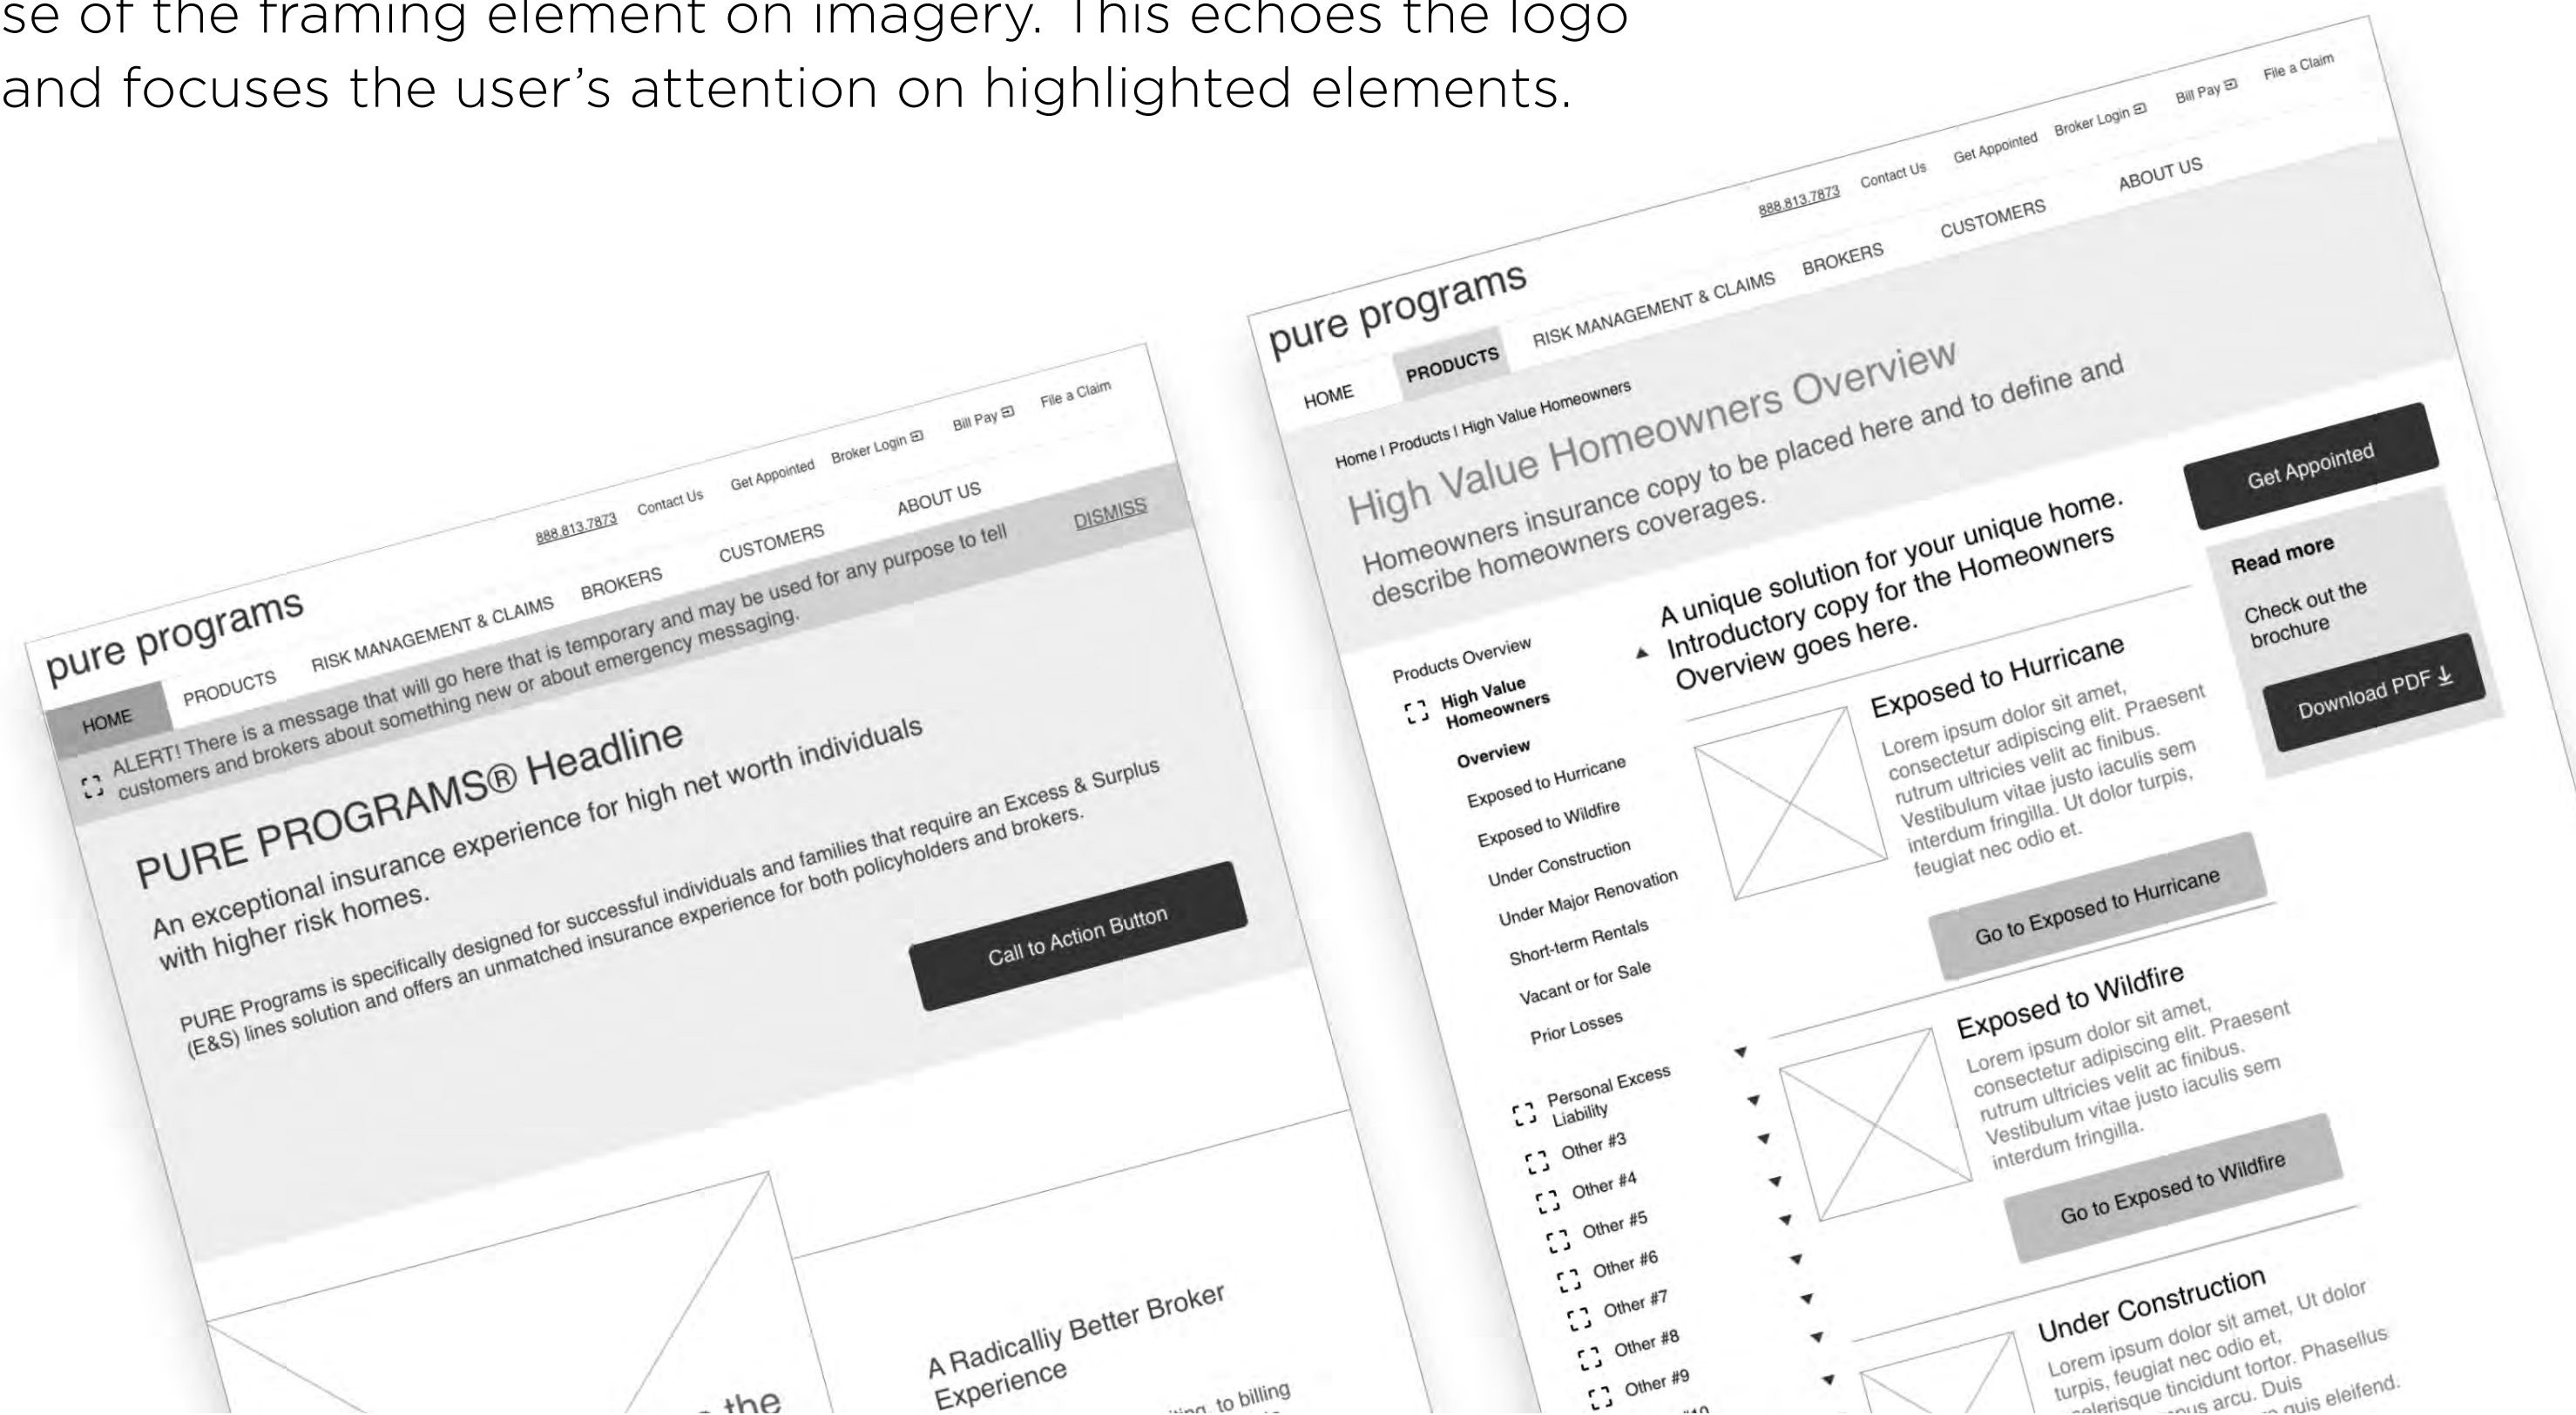 se of the framing element on imagery. This echoes the logo
and focuses the user’s attention on highlighted elements.
888.813.7873 Contact Us Get Appointed Broker Login Bill Pay File a Claim
pure programs
HOME PRODUCTS RISK MANAGEMENT & CLAIMS BROKERS CUSTOMERS ABOUT US
ALERT! There is a message that will go here that is temporary and may be used for any purpose to tell
customers and brokers about something new or about emergency messaging.
DISMISS
PURE PROGRAMS® Headline
An exceptional insurance experience for high net worth individuals
with higher risk homes.
PURE Programs is specifically designed for successful individuals and families that require an Excess & Surplus
(E&S) lines solution and offers an unmatched insurance experience for both policyholders and brokers.
Call to Action Button
the
A Radicalliy Better Broker
Experience
to billing
888.813.7873 Contact Us Get Appointed Broker Login Bill Pay File a Claim
pure programs
HOME PRODUCTS RISK MANAGEMENT & CLAIMS BROKERS CUSTOMERS ABOUT US
Home | Products | High Value Homeowners
High Value Homeowners Overview
Homeowners insurance copy to be placed here and to define and
describe homeowners coverages.
Products Overview
High Value
Homeowners
Overview
Exposed to Hurricane
Exposed to Wildfire
Under Construction
Under Major Renovation
Short-term Rentals
Vacant or for Sale
Prior Losses
Personal Excess
Liability
Other #3
Other #4
Other #5
Other #6
Other #7
Other #8
Other #9
A unique solution for your unique home.
Introductory copy for the Homeowners
Overview goes here.
Exposed to Hurricane
Lorem ipsum dolor sit amet,
consectetur adipiscing elit. Praesent
rutrum ultricies velit ac finibus.
Vestibulum vitae justo iaculis sem
interdum fringilla. Ut dolor turpis,
feugiat nec odio et.
Go to Exposed to Hurricane
Exposed to Wildfire
Lorem ipsum dolor sit amet,
consectetur adipiscing elit. Praesent
rutrum ultricies velit ac finibus.
Vestibulum vitae justo iaculis sem
interdum fringilla.
Go to Exposed to Wildfire
Under Construction
Lorem ipsum dolor sit amet, Ut dolor
turpis, feugiat nec odio et,
tincidunt tortor. Phasellus
arcu. Duis
quis eleifend.
Get Appointed
Read more
Check out the
brochure
Download PDF